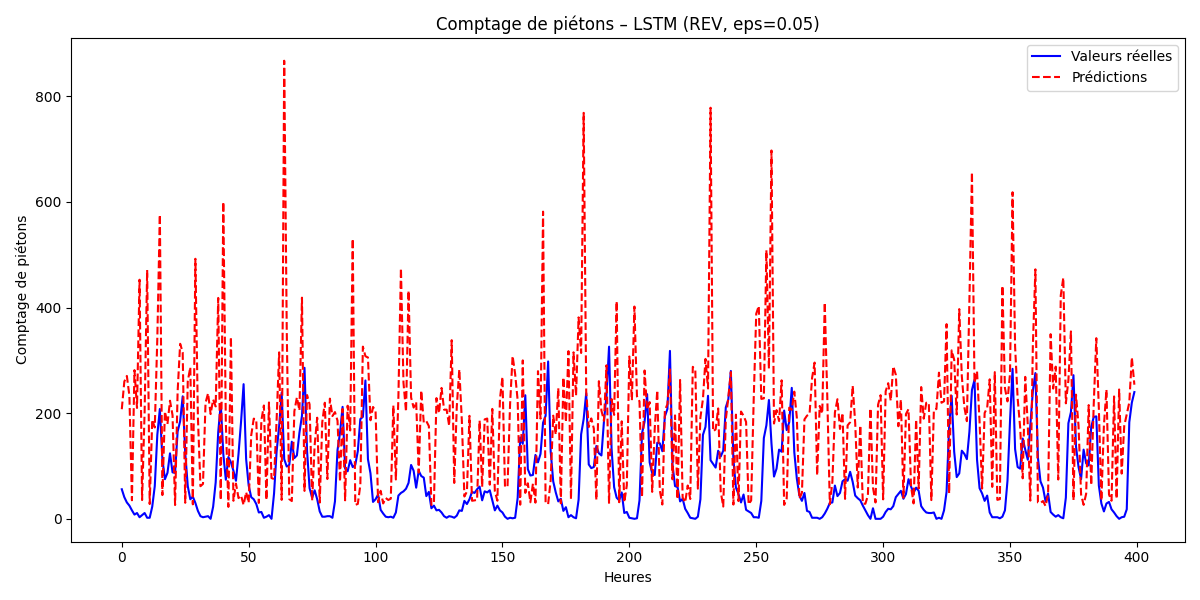 Comptage de piétons – LSTM (REV, eps=0.05)
Valeurs réelles
Prédictions
Comptage de piétons
800
600
400
200
0
0 50 100 150 200 250 300 350 400
Heures